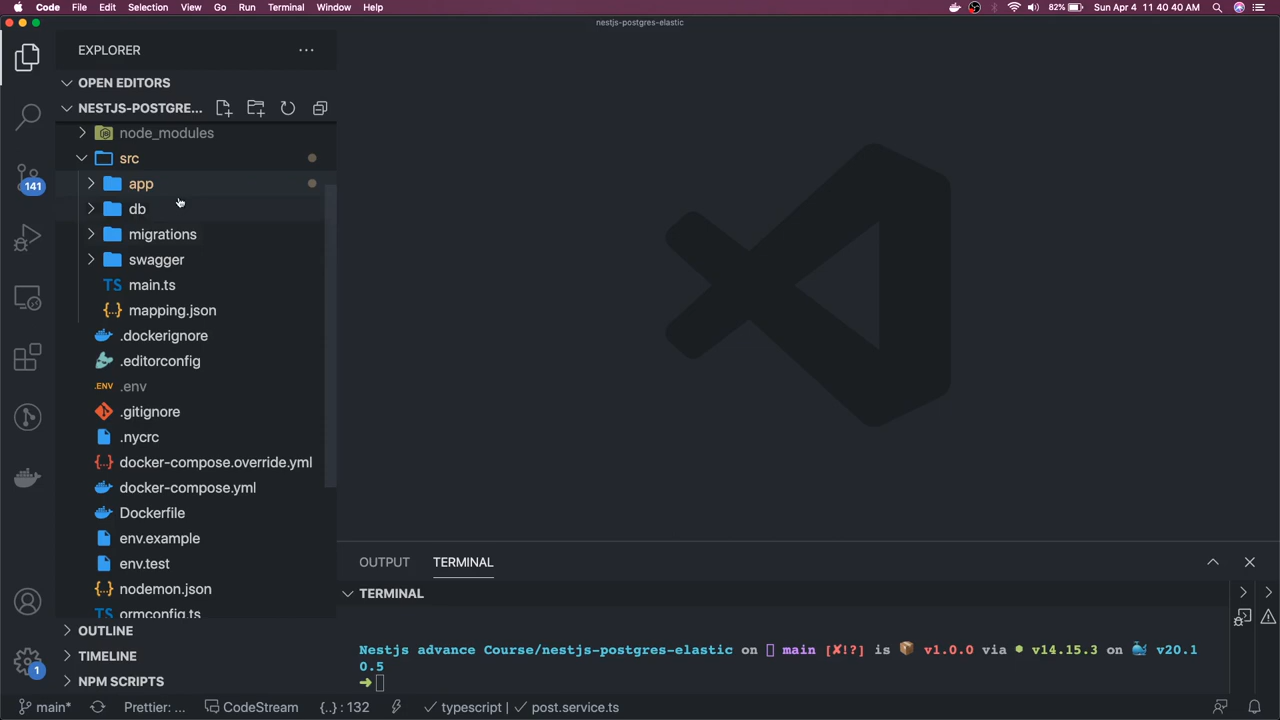 Code File Edit Selection View Go Run Terminal Window Help 82% Sun Apr 4 11 40 40 AM
nestjs-postgres-elastic
EXPLORER
OPEN EDITORS
NESTJS-POSTGRE...
node_modules
src
141
app
db
migrations
swagger
TS main.ts
{..} mapping.json
.dockerignore
.editorconfig
.ENV .env
.gitignore
.nycrc
{..} docker-compose.override.yml
docker-compose.yml
Dockerfile
env.example
env.test
{..} nodemon.json
ormconfig.ts
OUTLINE
TIMELINE
1
NPM SCRIPTS
OUTPUT TERMINAL
TERMINAL
Nestjs advance Course/nestjs-postgres-elastic on main [✘!?] is 📦 v1.0.0 via v14.15.3 on 🐳 v20.1
0.5
➜
main* Prettier: ... CodeStream {..} : 132 ✓ typescript | ✓ post.service.ts